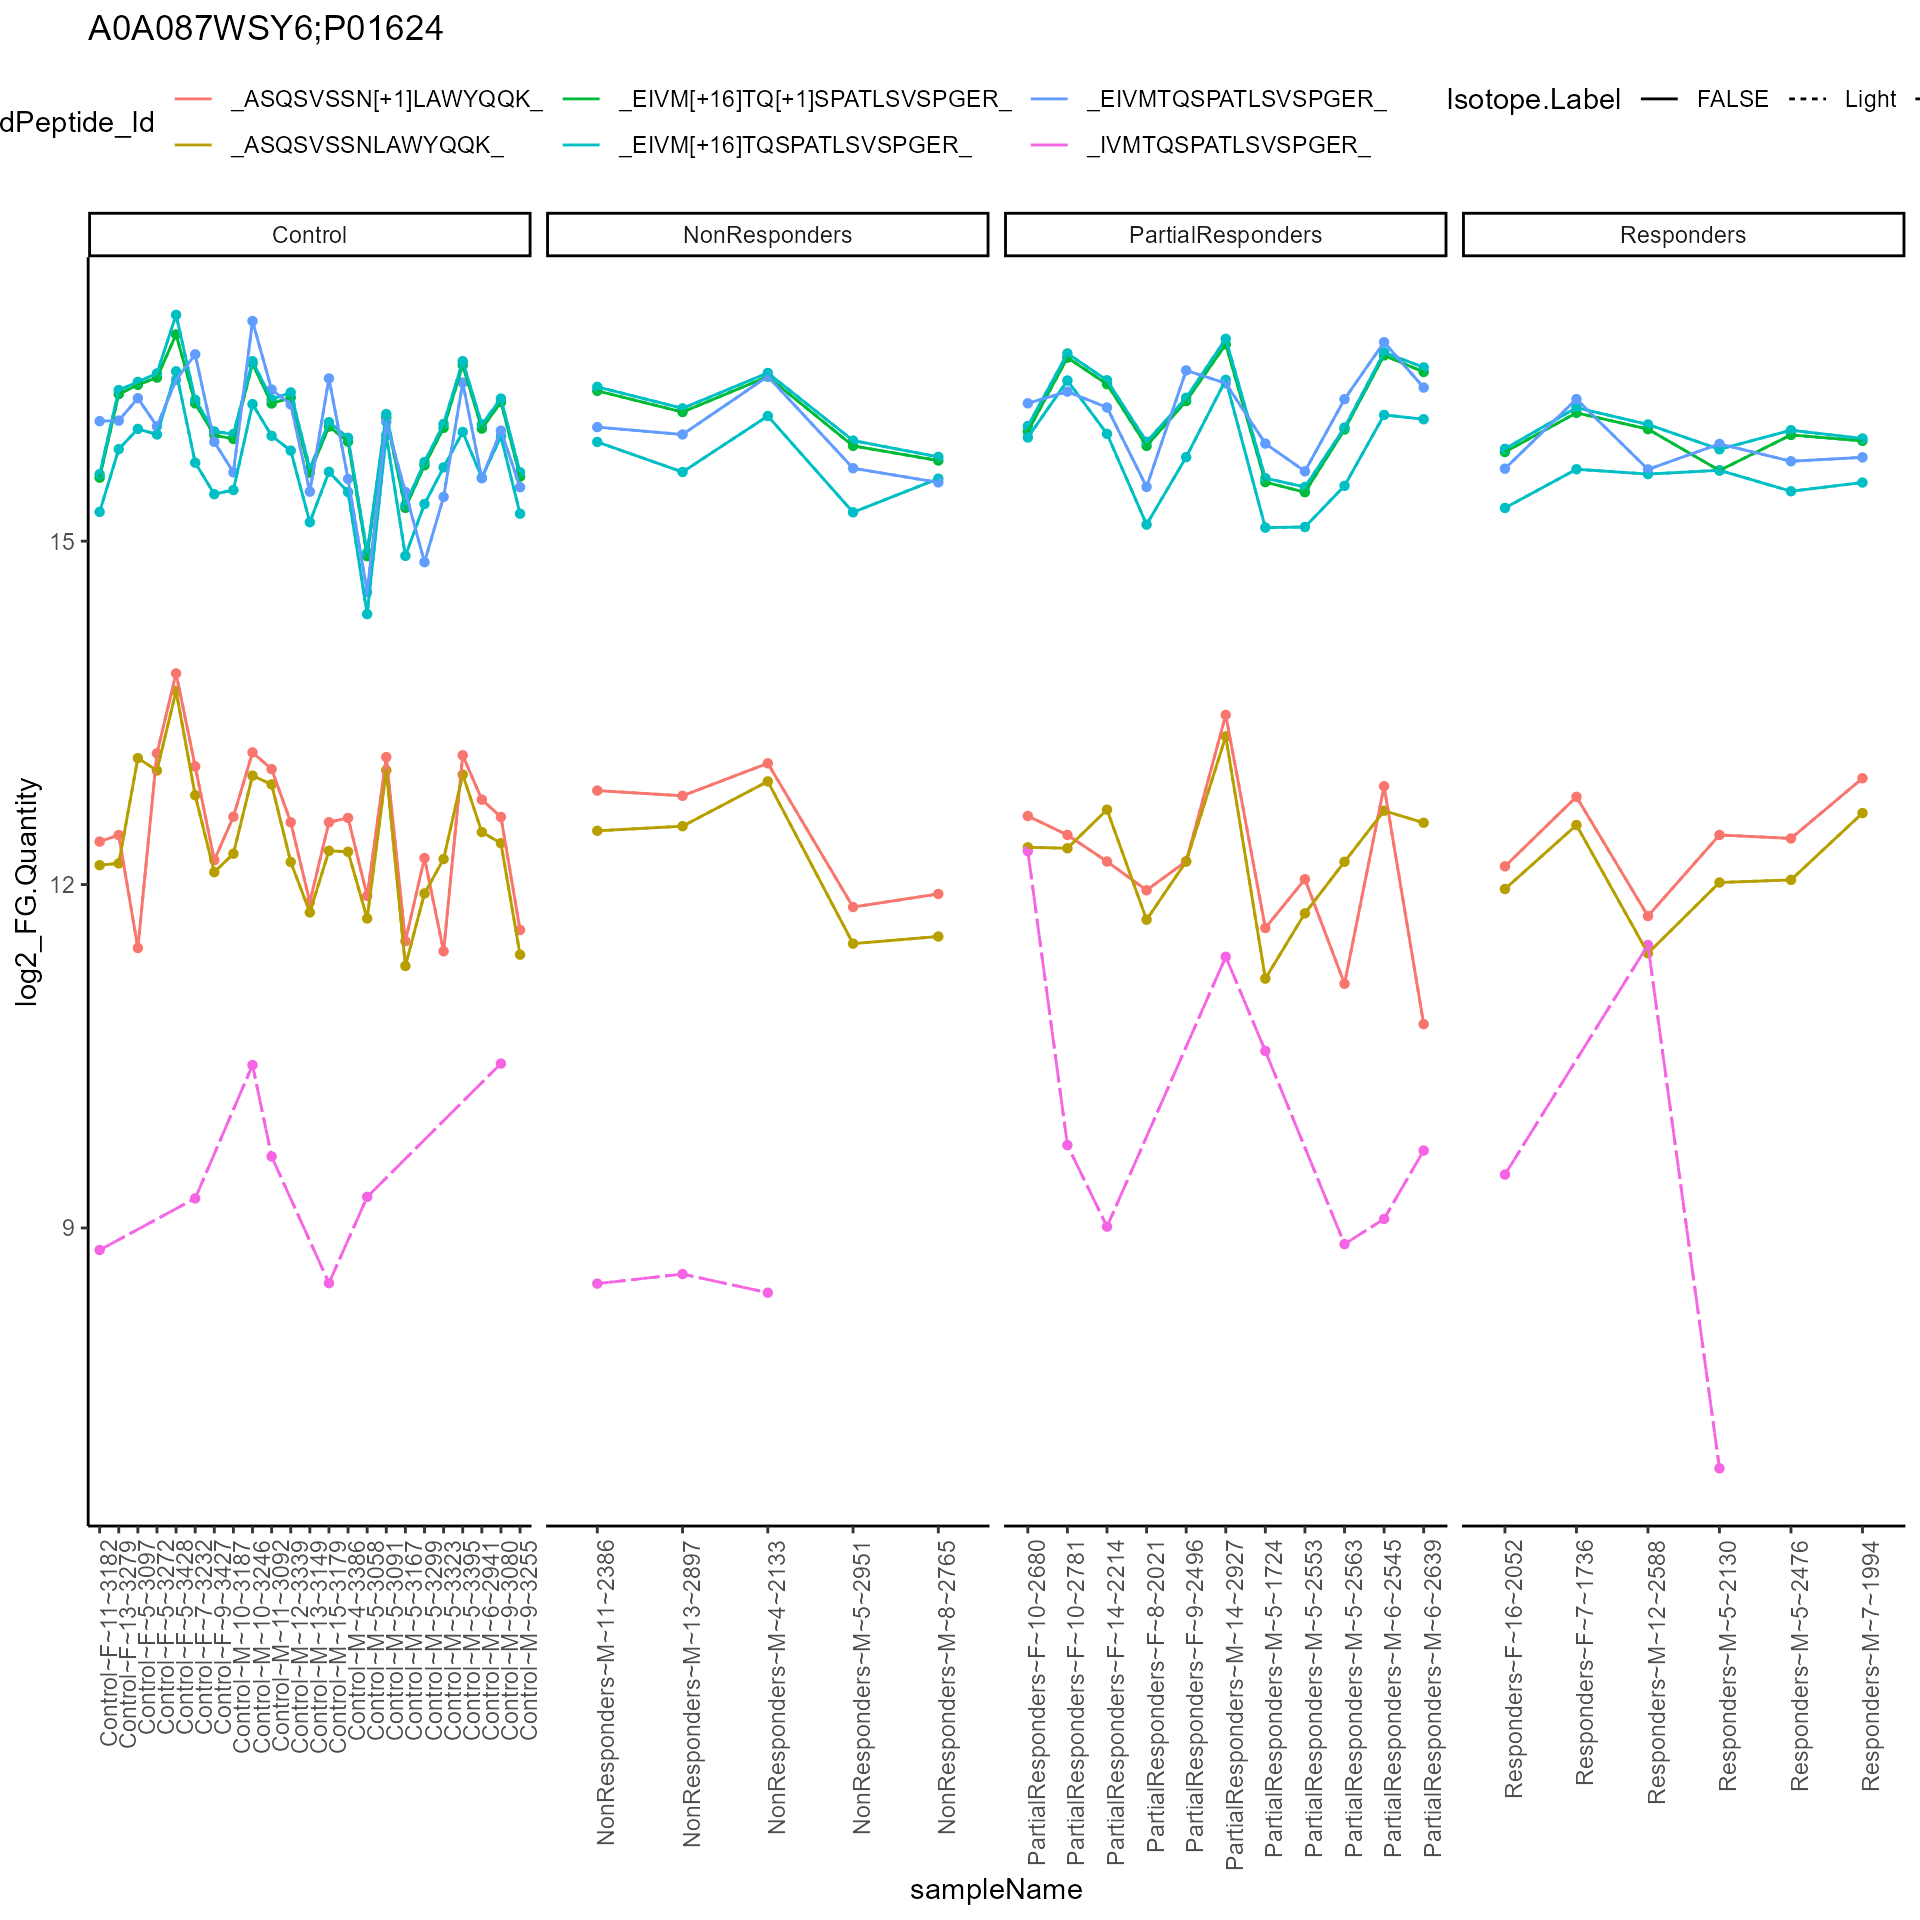 A0A087WSY6;P01624
dPeptide_Id
_ASQSVSSN[+1]LAWYQQK_
_ASQSVSSNLAWYQQK_
_EIVM[+16]TQ[+1]SPATLSVSPGER_
_EIVM[+16]TQSPATLSVSPGER_
_EIVMTQSPATLSVSPGER_
_IVMTQSPATLSVSPGER_
Isotope.Label
FALSE
Light
Control
NonResponders
PartialResponders
Responders
log2_FG.Quantity
15
12
9
Control~F~11~3182
Control~F~13~3279
Control~F~5~3097
Control~F~5~3272
Control~F~5~3428
Control~F~7~3232
Control~F~9~3427
Control~M~10~3187
Control~M~10~3246
Control~M~11~3092
Control~M~12~3339
Control~M~13~3149
Control~M~15~3179
Control~M~4~3386
Control~M~5~3058
Control~M~5~3091
Control~M~5~3167
Control~M~5~3299
Control~M~5~3323
Control~M~5~3395
Control~M~6~2941
Control~M~9~3080
Control~M~9~3255
NonResponders~M~11~2386
NonResponders~M~13~2897
NonResponders~M~4~2133
NonResponders~M~5~2951
NonResponders~M~8~2765
PartialResponders~F~10~2680
PartialResponders~F~10~2781
PartialResponders~F~14~2214
PartialResponders~F~8~2021
PartialResponders~F~9~2496
PartialResponders~M~14~2927
PartialResponders~M~5~1724
PartialResponders~M~5~2553
PartialResponders~M~5~2563
PartialResponders~M~6~2545
PartialResponders~M~6~2639
Responders~F~16~2052
Responders~F~7~1736
Responders~M~12~2588
Responders~M~5~2130
Responders~M~5~2476
Responders~M~7~1994
sampleName